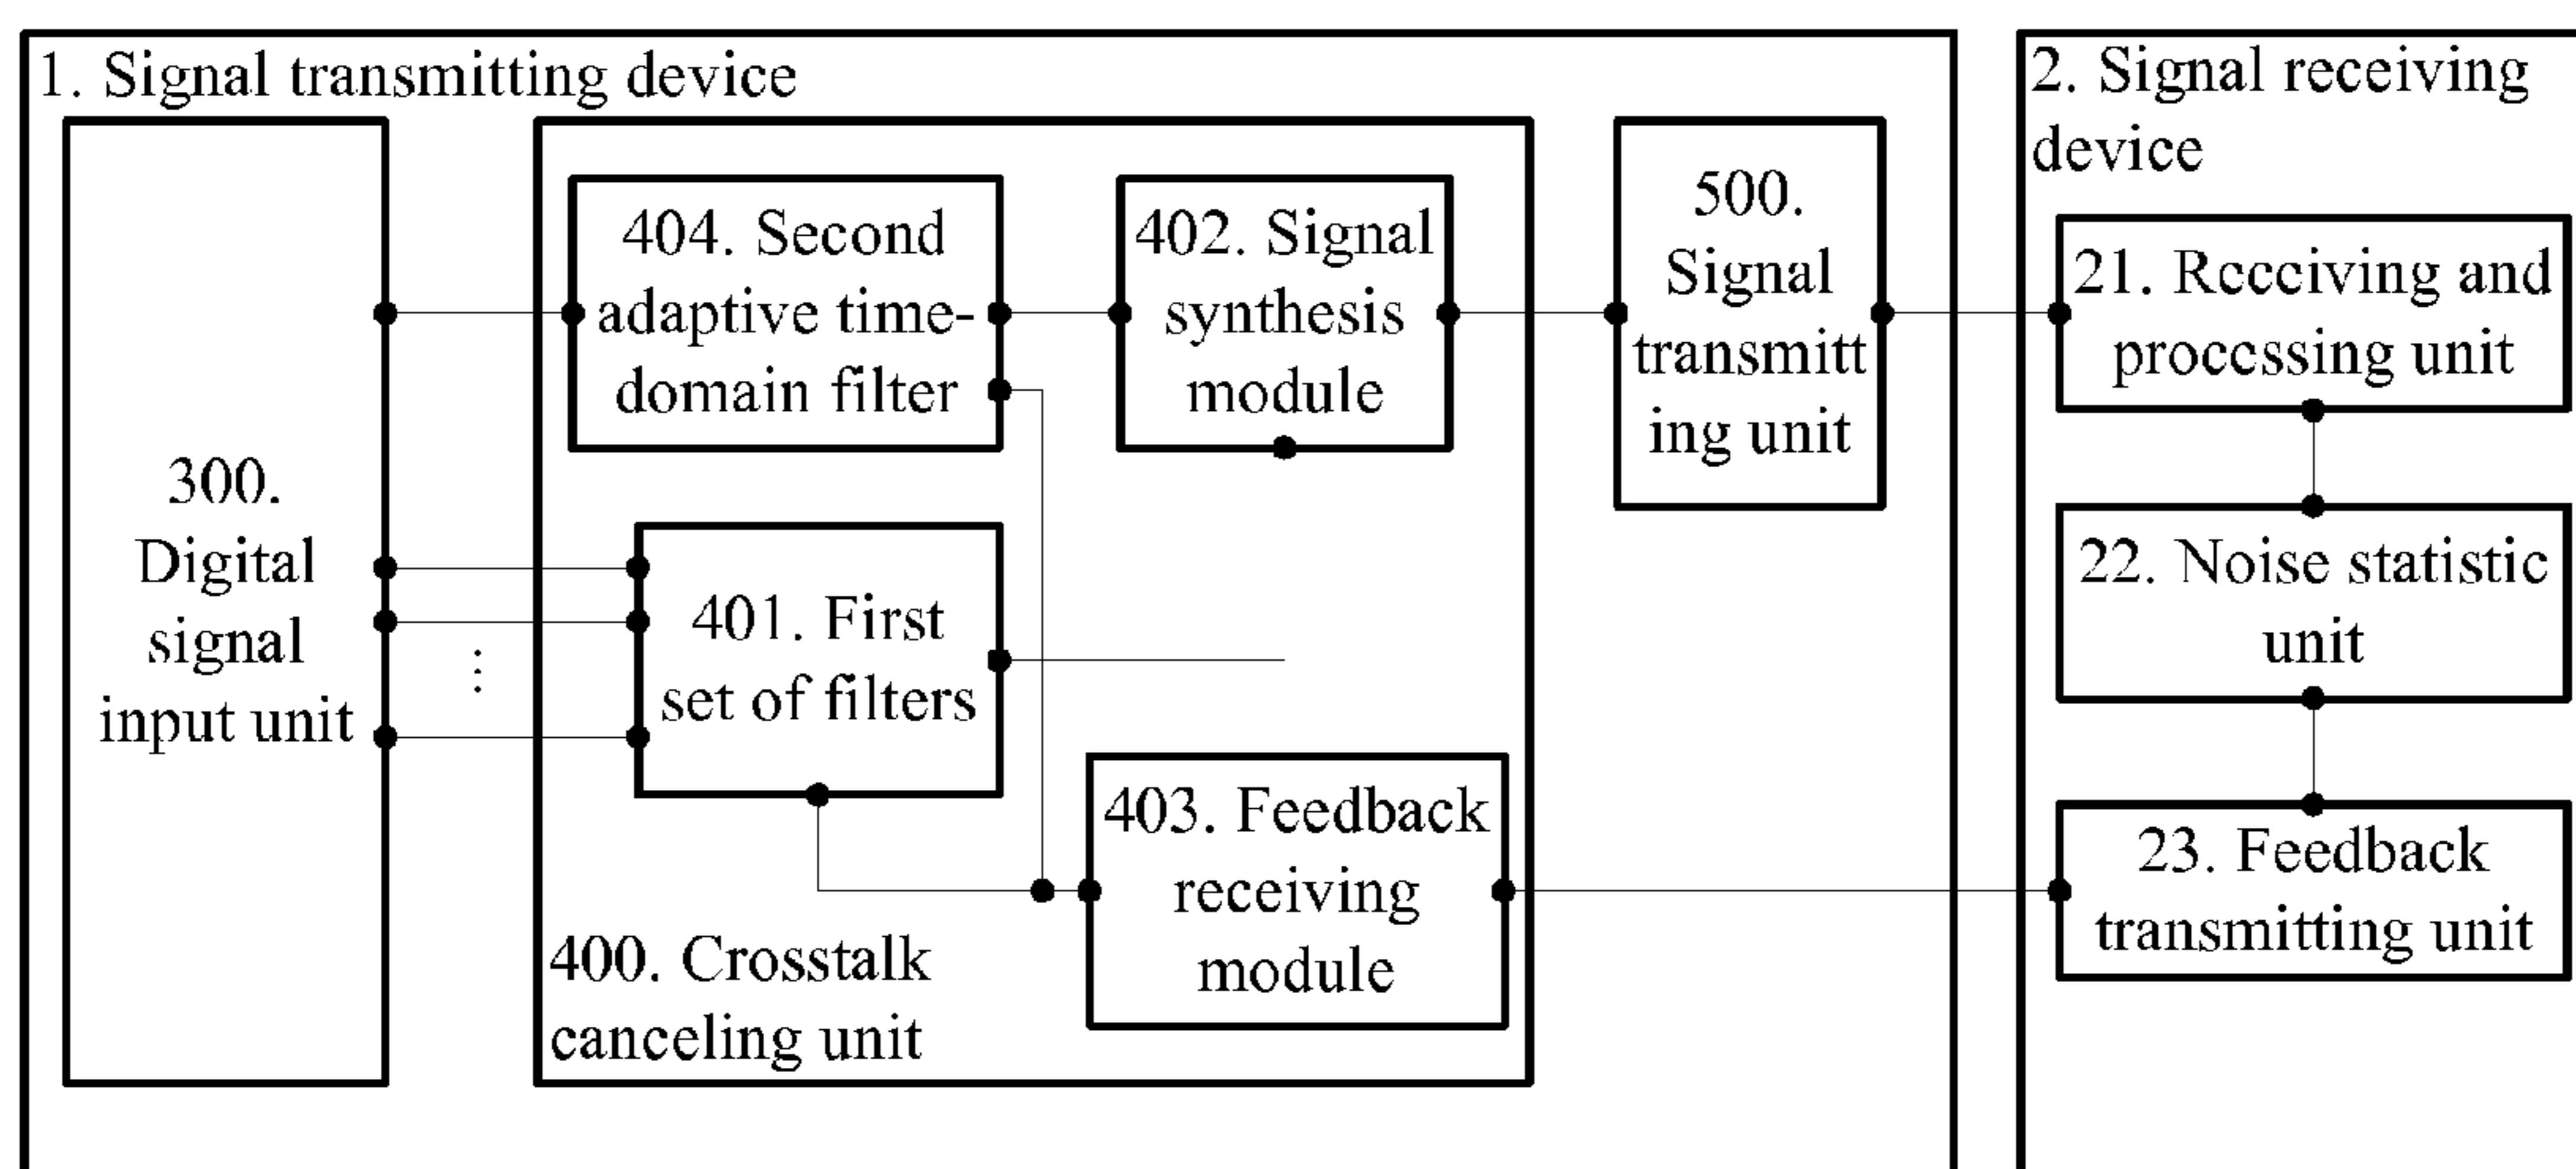 1. Signal transmitting device
300.
Digital
signal
input unit
404. Second
adaptive time-
domain filter
402. Signal
synthesis
module
401. First
set of filters
403. Feedback
receiving
module
400. Crosstalk
canceling unit
500.
Signal
transmitt
ing unit
2. Signal receiving
device
21. Receiving and
processing unit
22. Noise statistic
unit
23. Feedback
transmitting unit